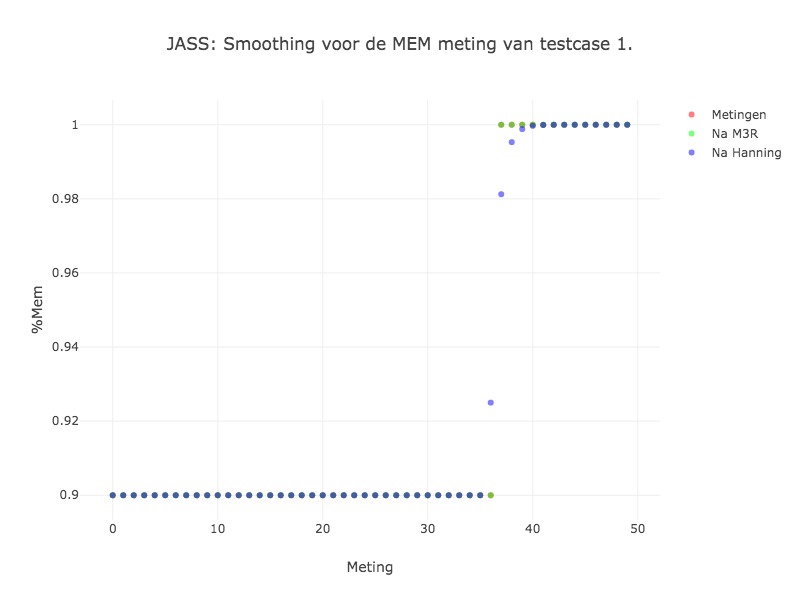 JASS: Smoothing voor de MEM meting van testcase 1.
Metingen
Na M3R
Na Hanning
1
0.98
0.96
0.94
0.92
0.9
%Mem
0 10 20 30 40 50
Meting